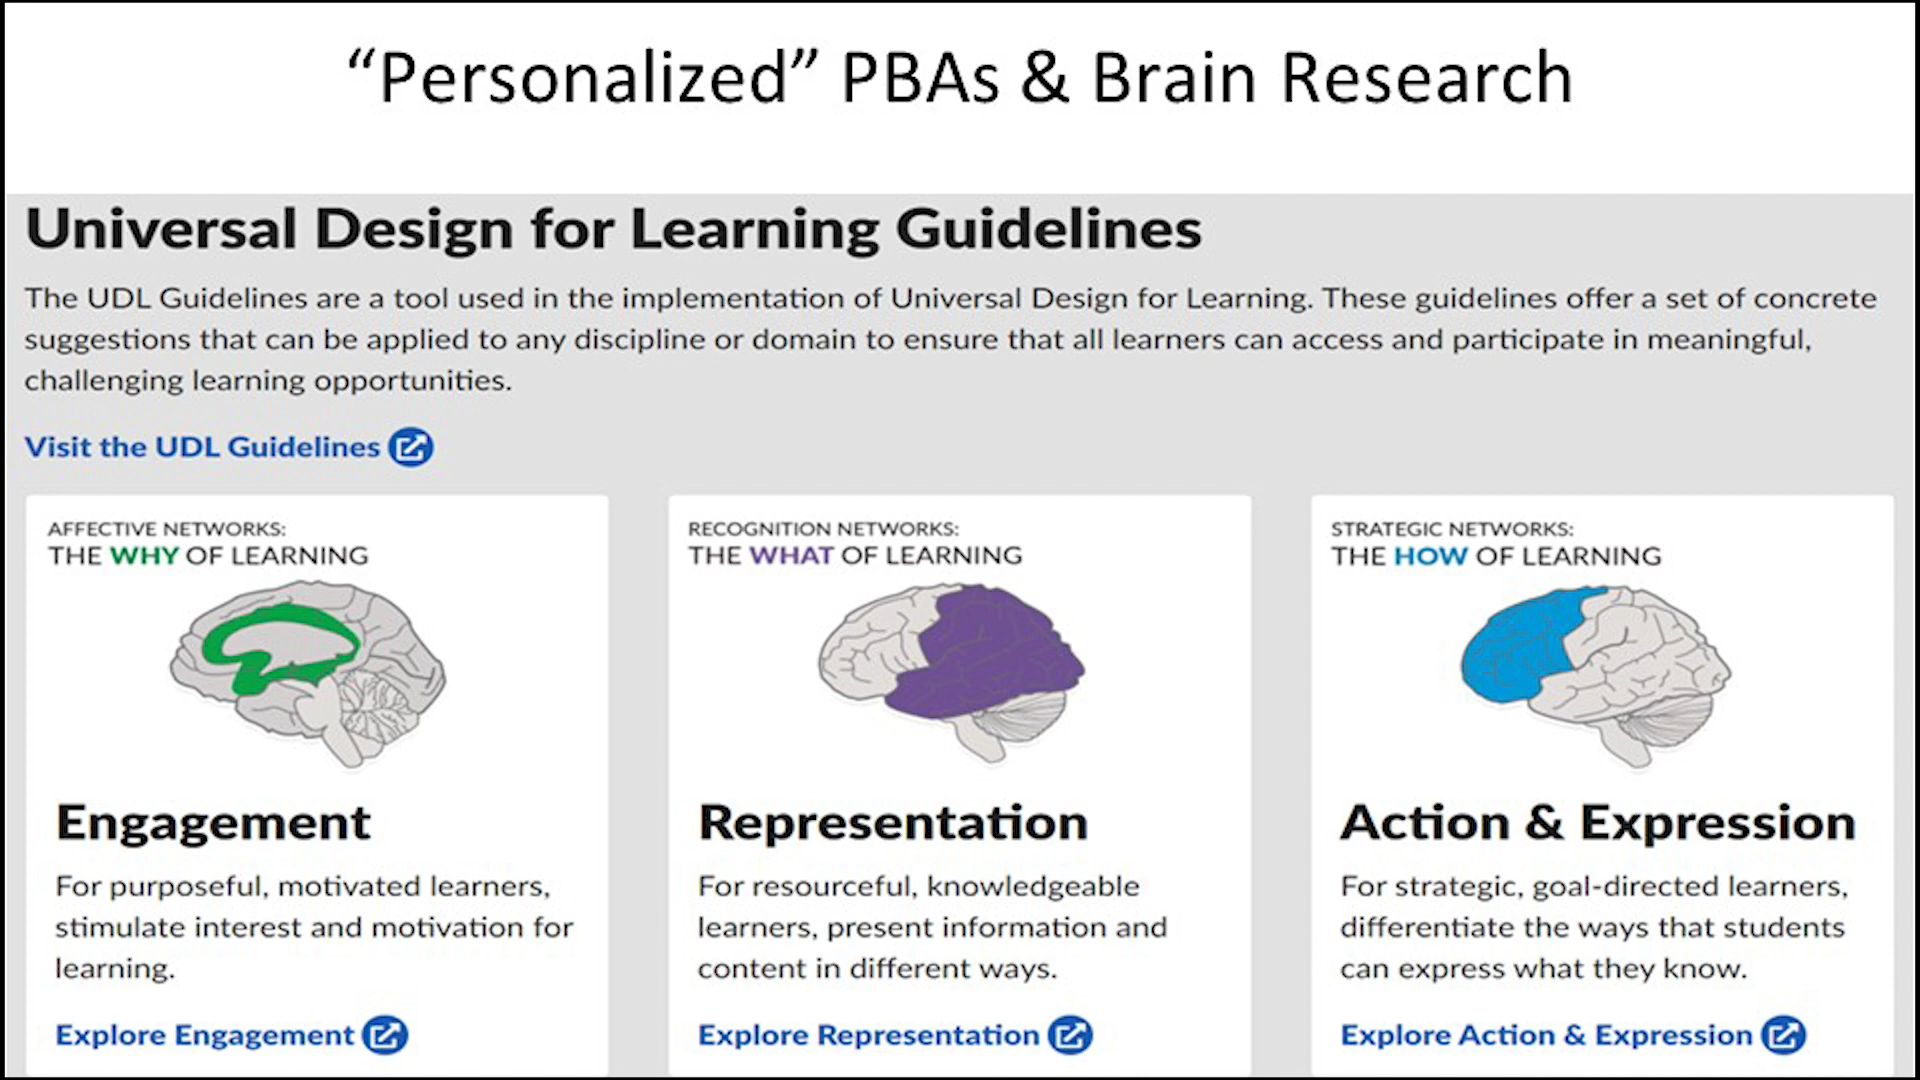 “Personalized” PBAs & Brain Research
Universal Design for Learning Guidelines
The UDL Guidelines are a tool used in the implementation of Universal Design for Learning. These guidelines offer a set of concrete
suggestions that can be applied to any discipline or domain to ensure that all learners can access and participate in meaningful,
challenging learning opportunities.
Visit the UDL Guidelines
AFFECTIVE NETWORKS:
THE WHY OF LEARNING
Engagement
For purposeful, motivated learners,
stimulate interest and motivation for
learning.
Explore Engagement
RECOGNITION NETWORKS:
THE WHAT OF LEARNING
Representation
For resourceful, knowledgeable
learners, present information and
content in different ways.
Explore Representation
STRATEGIC NETWORKS:
THE HOW OF LEARNING
Action & Expression
For strategic, goal-directed learners,
differentiate the ways that students
can express what they know.
Explore Action & Expression